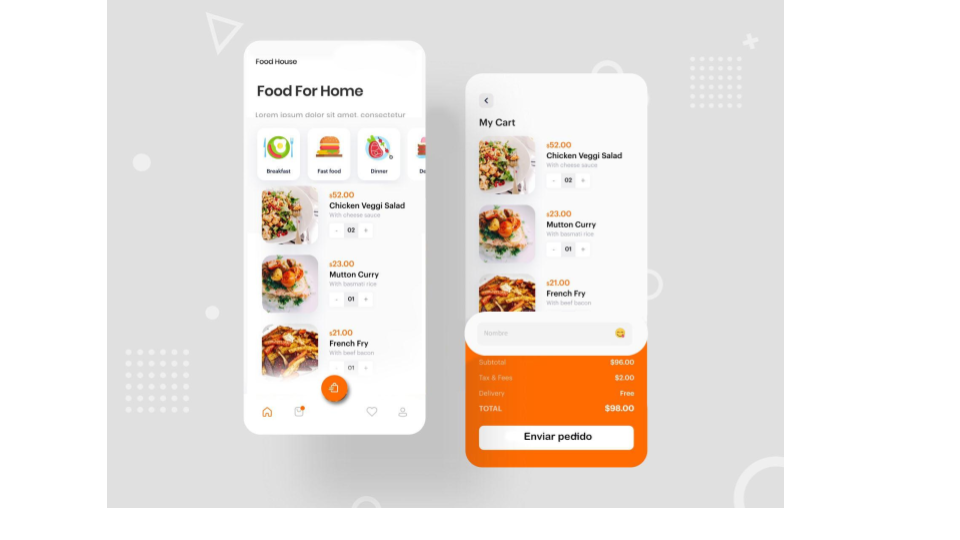 Food House
Food For Home
Lorem iosum dolor sit amet, consectetur
Breakfast
Fast food
Dinner
De
$52.00
Chicken Veggi Salad
With cheese sauce
- 02 +
$23.00
Mutton Curry
With basmati rice
- 01 +
$21.00
French Fry
With beef bacon
- 01 +
My Cart
$52.00
Chicken Veggi Salad
With cheese sauce
- 02 +
$23.00
Mutton Curry
With basmati rice
- 01 +
$21.00
French Fry
With beef bacon
Nombre
Subtotal $96.00
Tax & Fees $2.00
Delivery Free
TOTAL $98.00
Enviar pedido